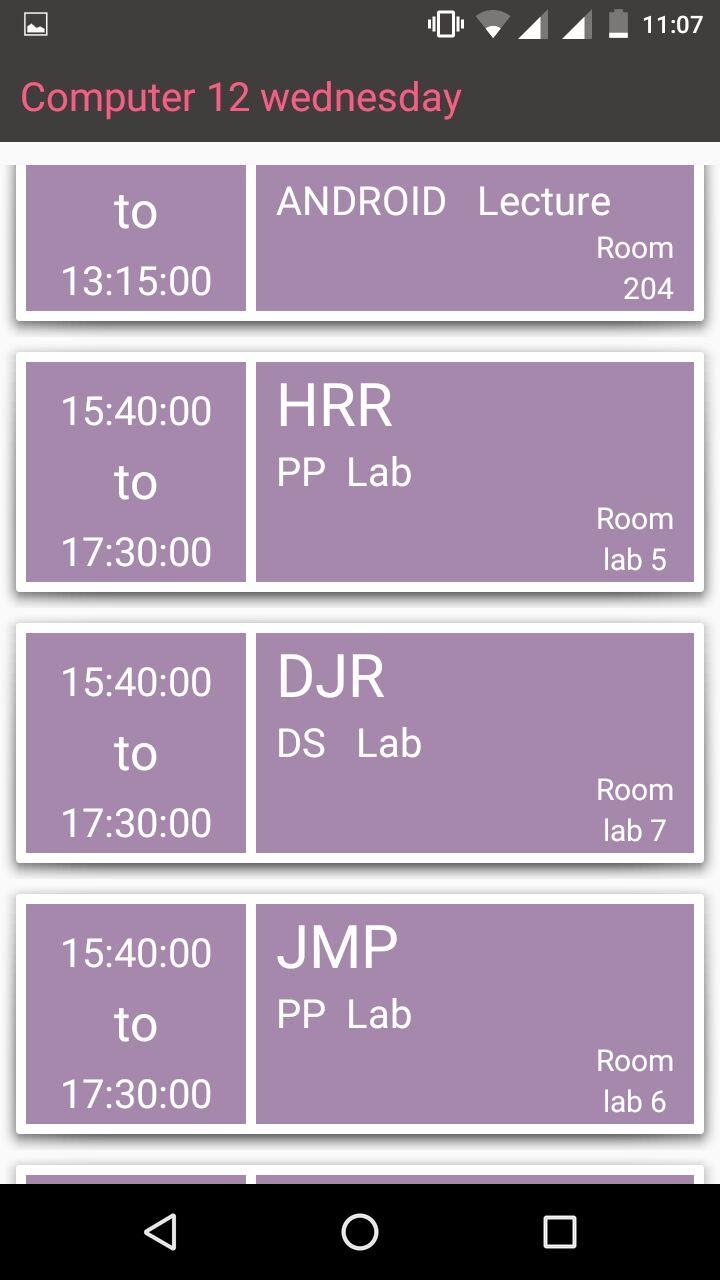 11:07
Computer 12 wednesday
to
13:15:00
ANDROID Lecture
Room
204
15:40:00
to
17:30:00
HRR
PP Lab
Room
lab 5
15:40:00
to
17:30:00
DJR
DS Lab
Room
lab 7
15:40:00
to
17:30:00
JMP
PP Lab
Room
lab 6